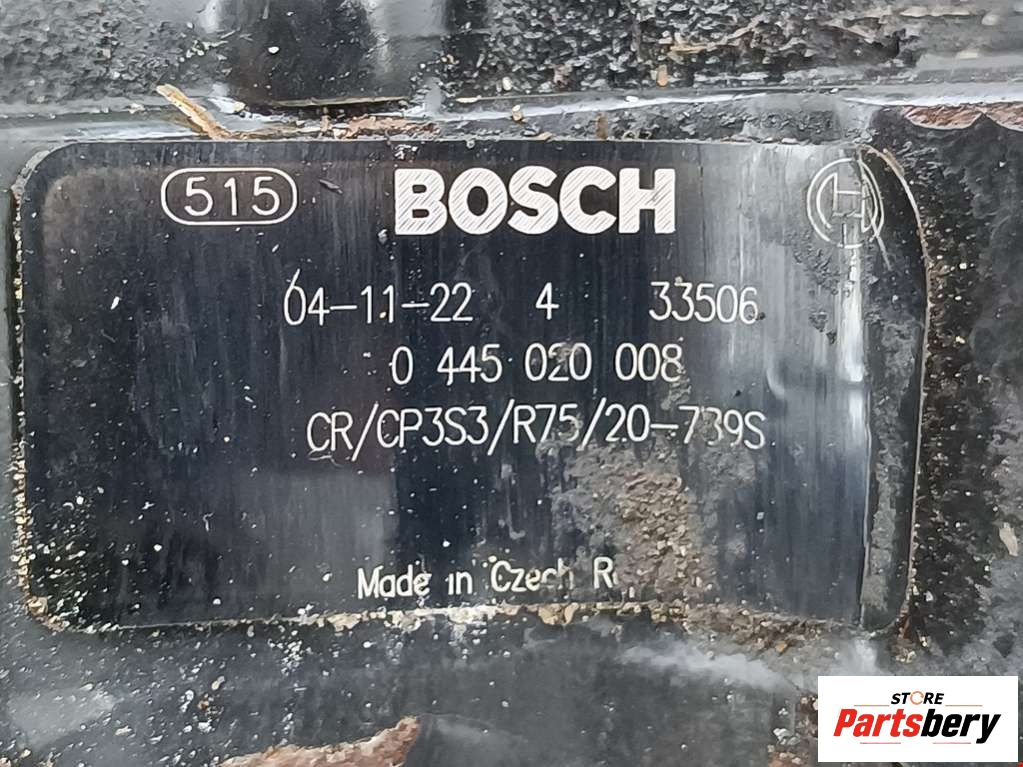 515 BOSCH
04-11-22 4 33506
0 445 020 008
CR/CP3S3/R75/20-789S
Made in Czech
STORE
Partsbery